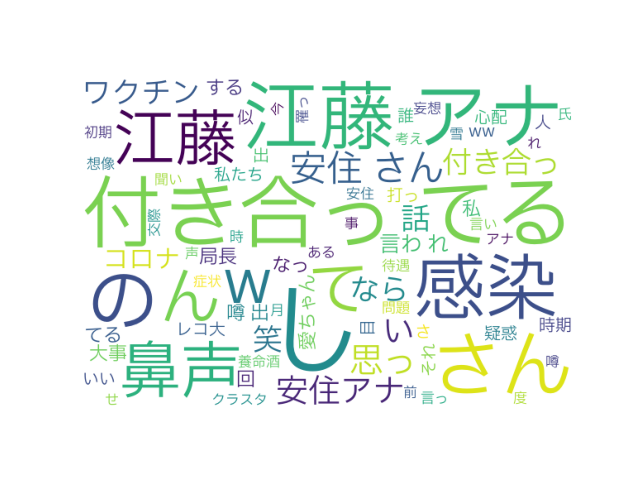 ワクチン
する
江藤 アナ
江藤
初期
似
今
罹っ
誰
妄想
考え
心配
雪
ww
人
氏
れ
想像
聞い
出
私たち
安住 さん
付き合っ
付き合ってる
交際
時
安住
事
打っ
話
私
言い
アナ
言われ
コロナ
局長
声
症状
なっ
ある
待遇
なら
感染
の
ん
w
し
て
噂
出
月
愛ちゃん
問題
目
い
さ
それ
疑惑
時期
噂
てる
レコ大
笑
大事
鼻声
養命酒
回
思っ
さん
いい
せ
クラスタ
安住アナ
前
言っ
度